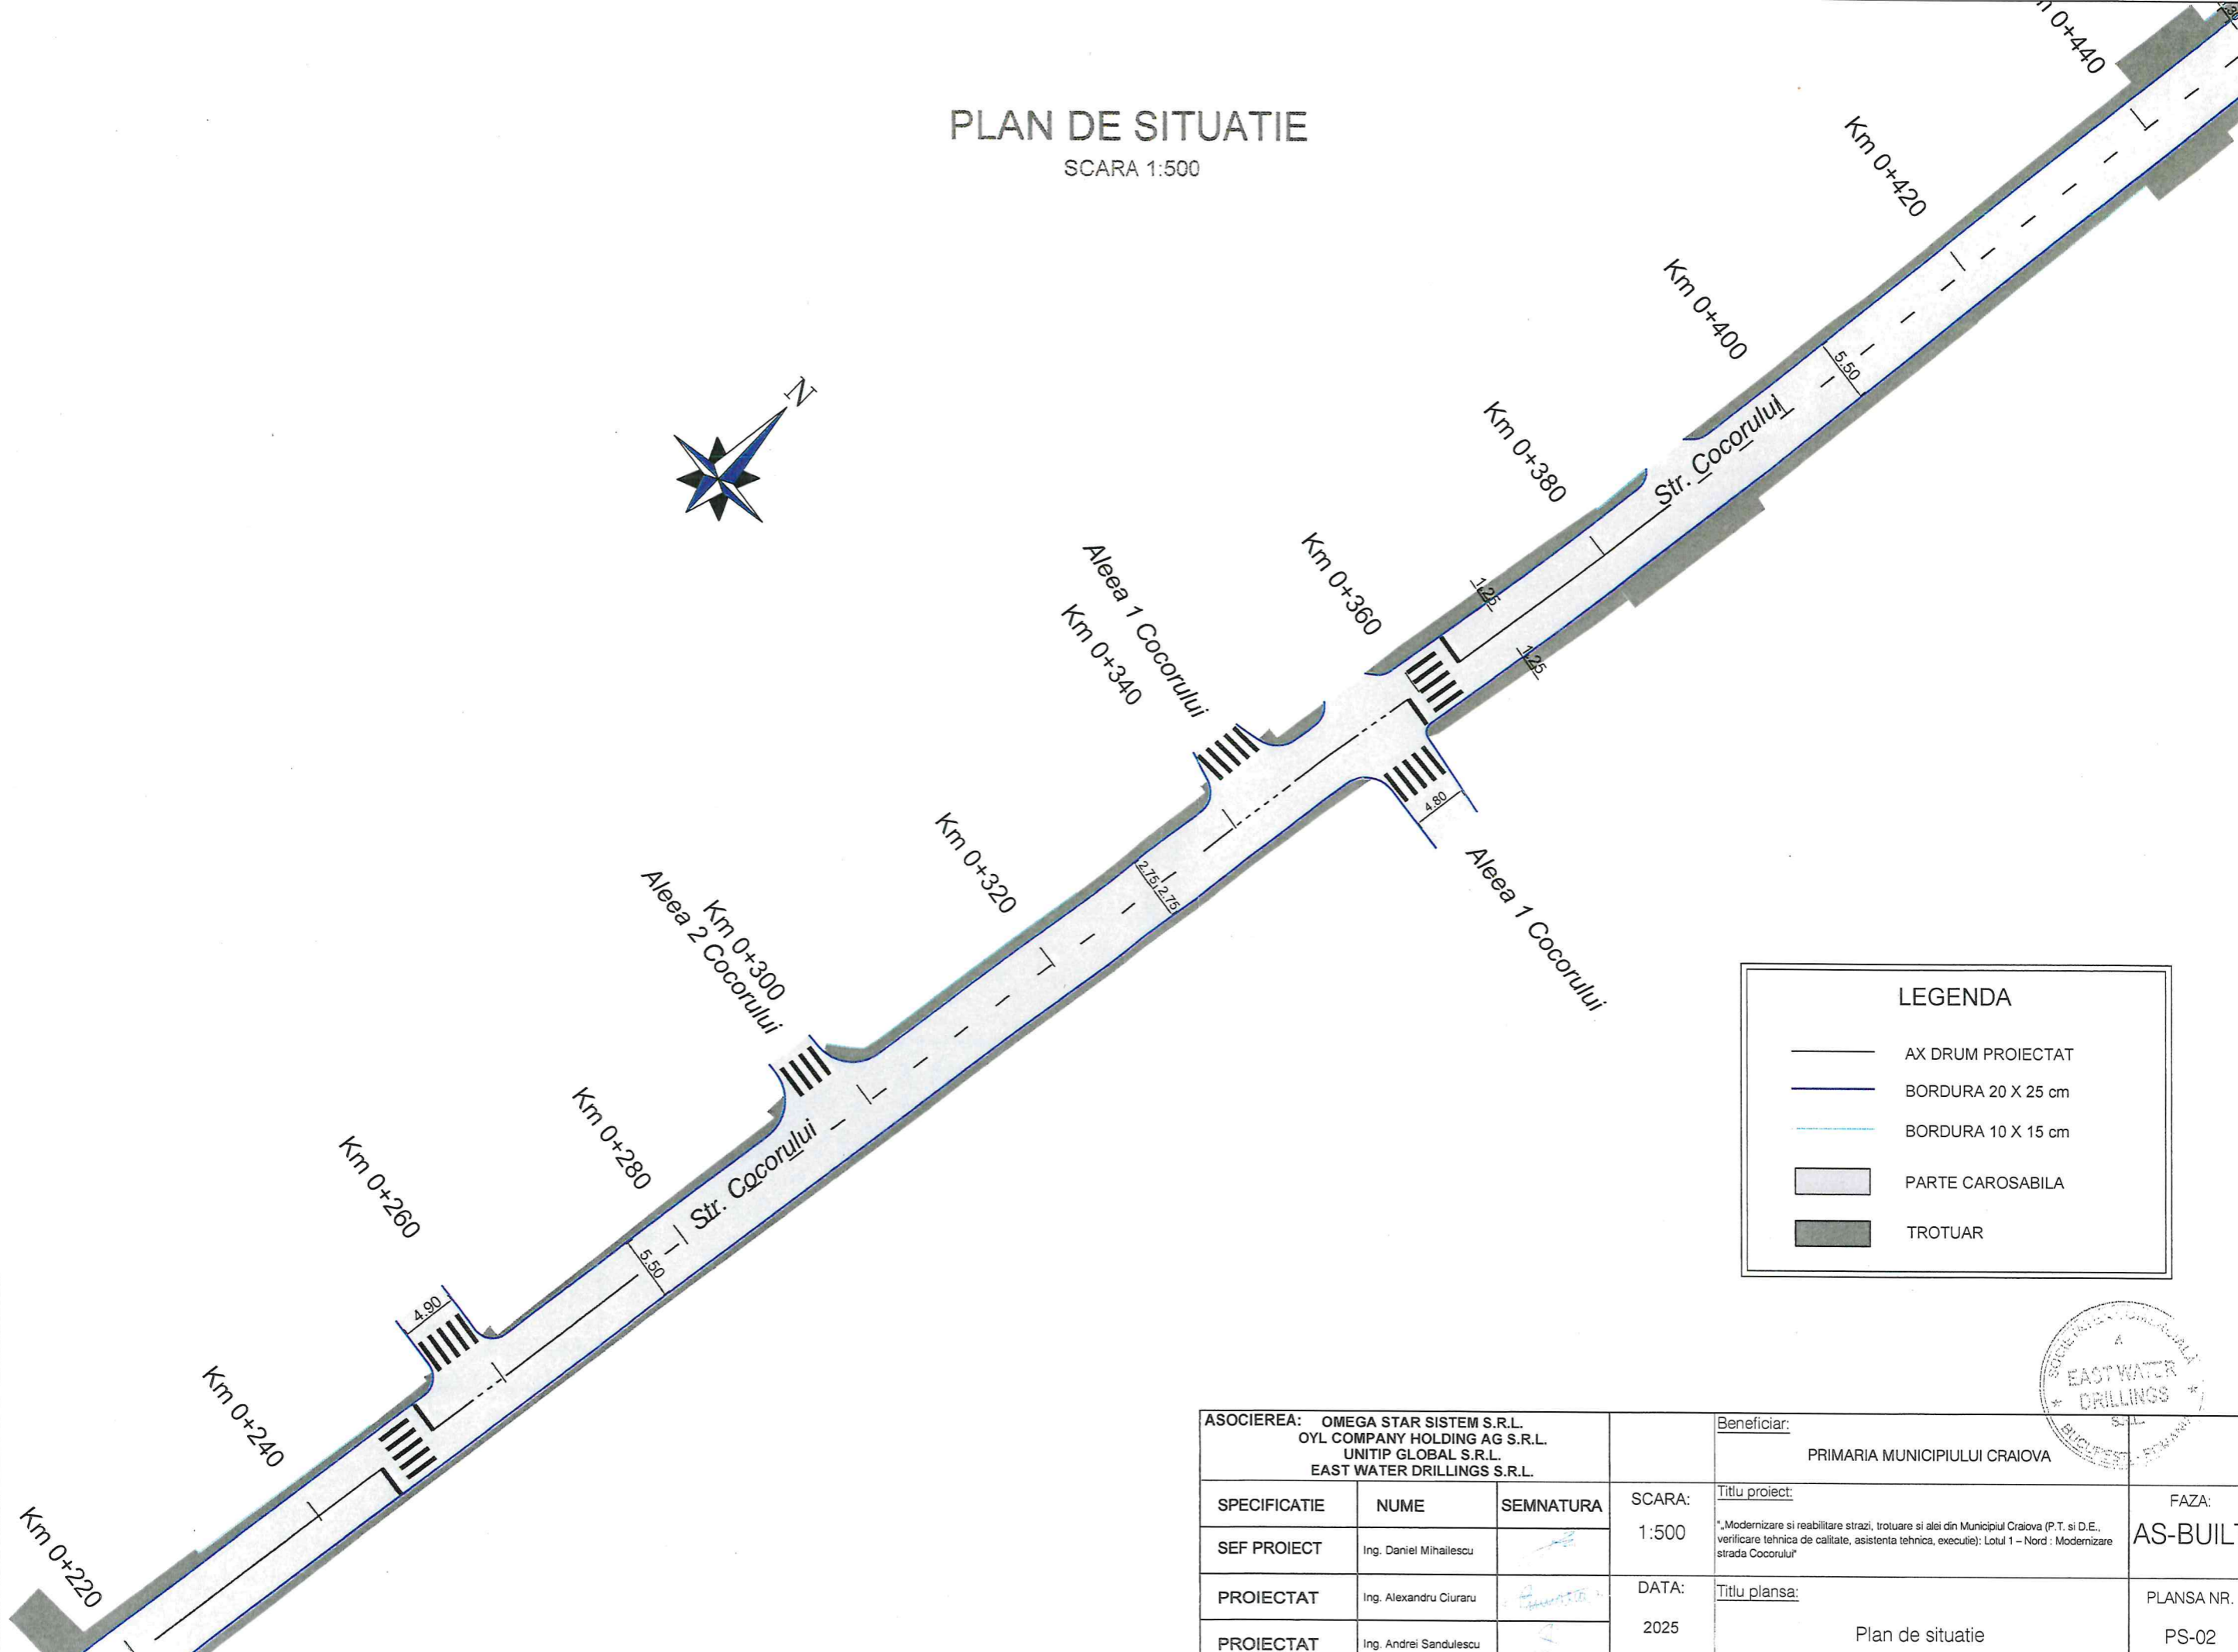 PLAN DE SITUATIE
SCARA 1:500
0+440
Km 0+420
Km 0+400
5.50
Str. Cocorului
Km 0+380
Km 0+360
1.25
1.25
Aleea 1 Cocorului
Km 0+340
N
4.80
Aleea 1 Cocorului
Km 0+320
2.75 2.75
Km 0+300
Aleea 2 Cocorului
Km 0+280
Str. Cocorului
5.50
Km 0+260
4.90
Km 0+240
Km 0+220
LEGENDA
AX DRUM PROIECTAT
BORDURA 20 X 25 cm
BORDURA 10 X 15 cm
PARTE CAROSABILA
TROTUAR
SOCIETATEA COMERCIALĂ
EAST WATER
DRILLINGS
S.R.L.
ASOCIEREA: OMEGA STAR SISTEM S.R.L.
OYL COMPANY HOLDING AG S.R.L.
UNITIP GLOBAL S.R.L.
EAST WATER DRILLINGS S.R.L.
Beneficiar:
PRIMARIA MUNICIPIULUI CRAIOVA
SPECIFICATIE NUME SEMNATURA
SCARA:
1:500
Titlu proiect:
"„Modernizare si reabilitare strazi, trotuare si alei din Municipiul Craiova (P.T. si D.E.,
verificare tehnica de calitate, asistenta tehnica, executie): Lotul 1 – Nord : Modernizare
strada Cocorului"
FAZA:
AS-BUILT
SEF PROIECT Ing. Daniel Mihailescu
PROIECTAT Ing. Alexandru Ciuraru
DATA:
2025
Titlu plansa:
Plan de situatie
PLANSA NR.
PS-02
PROIECTAT Ing. Andrei Sandulescu